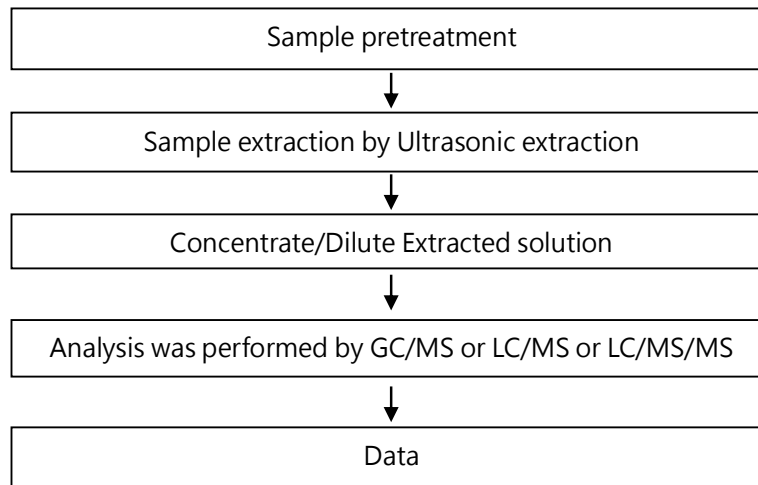 Sample pretreatment
Sample extraction by Ultrasonic extraction
Concentrate/Dilute Extracted solution
Analysis was performed by GC/MS or LC/MS or LC/MS/MS
Data